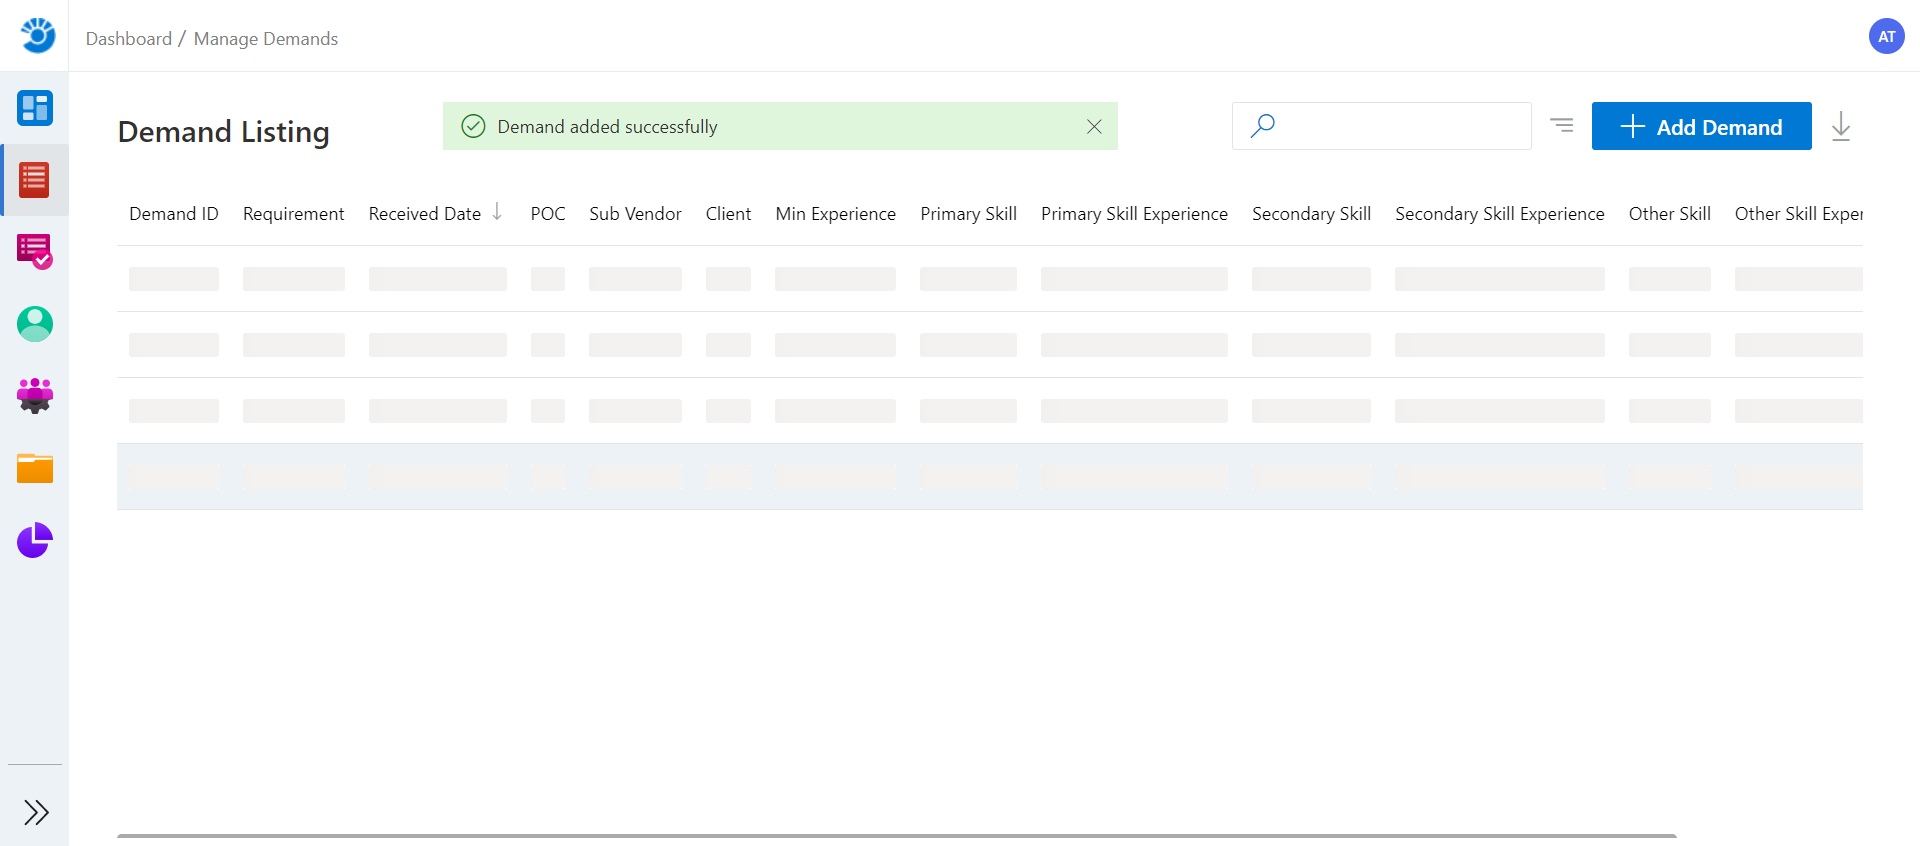 Dashboard / Manage Demands
AT
Demand Listing
Demand added successfully
Add Demand
Demand ID Requirement Received Date POC Sub Vendor Client Min Experience Primary Skill Primary Skill Experience Secondary Skill Secondary Skill Experience Other Skill Other Skill Exper